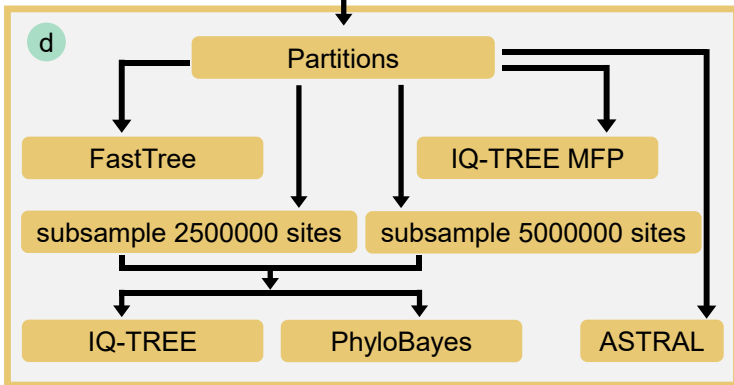 d
Partitions
FastTree
IQ-TREE MFP
subsample 2500000 sites
subsample 5000000 sites
IQ-TREE
PhyloBayes
ASTRAL